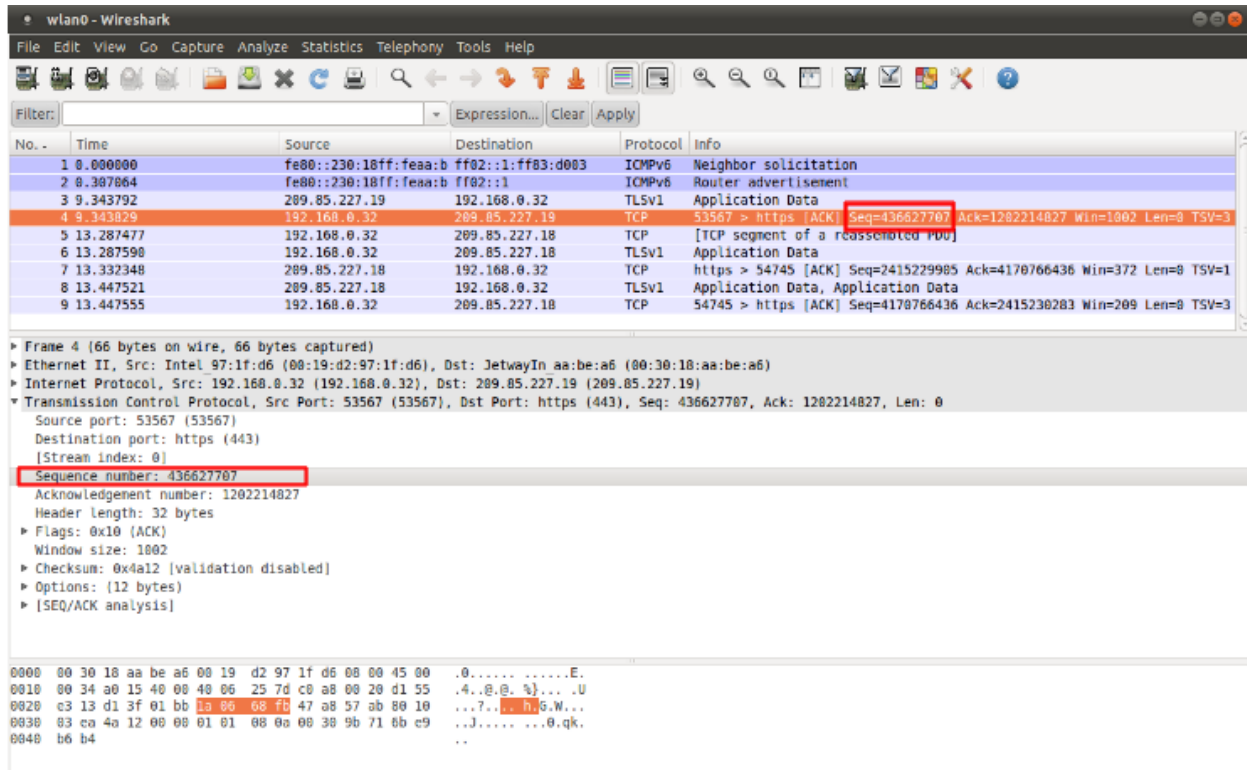 wlan0 - Wireshark
File Edit View Go Capture Analyze Statistics Telephony Tools Help
Filter: Expression... Clear Apply
No. . Time Source Destination Protocol Info
1 0.000000 fe80::230:18ff:feaa:b ff02::1:ff83:d003 ICMPv6 Neighbor solicitation
2 0.307064 fe80::230:18ff:feaa:b ff02::1 ICMPv6 Router advertisement
3 9.343792 209.85.227.19 192.168.0.32 TLSv1 Application Data
4 9.343829 192.168.0.32 209.85.227.19 TCP 53567 > https [ACK] Seq=436627707 Ack=1202214827 Win=1002 Len=0 TSV=3
5 13.287477 192.168.0.32 209.85.227.18 TCP [TCP segment of a reassembled PDU]
6 13.287590 192.168.0.32 209.85.227.18 TLSv1 Application Data
7 13.332348 209.85.227.18 192.168.0.32 TCP https > 54745 [ACK] Seq=2415229905 Ack=4170766436 Win=372 Len=0 TSV=1
8 13.447521 209.85.227.18 192.168.0.32 TLSv1 Application Data, Application Data
9 13.447555 192.168.0.32 209.85.227.18 TCP 54745 > https [ACK] Seq=4170766436 Ack=2415230283 Win=209 Len=0 TSV=3
Frame 4 (66 bytes on wire, 66 bytes captured)
Ethernet II, Src: Intel_97:1f:d6 (00:19:d2:97:1f:d6), Dst: JetwayIn_aa:be:a6 (00:30:18:aa:be:a6)
Internet Protocol, Src: 192.168.0.32 (192.168.0.32), Dst: 209.85.227.19 (209.85.227.19)
Transmission Control Protocol, Src Port: 53567 (53567), Dst Port: https (443), Seq: 436627707, Ack: 1202214827, Len: 0
Source port: 53567 (53567)
Destination port: https (443)
[Stream index: 0]
Sequence number: 436627707
Acknowledgement number: 1202214827
Header length: 32 bytes
Flags: 0x10 (ACK)
Window size: 1002
Checksum: 0x4a12 [validation disabled]
Options: (12 bytes)
[SEQ/ACK analysis]
0000 00 30 18 aa be a6 00 19 d2 97 1f d6 08 00 45 00 .0...... ......E.
0010 00 34 a0 15 40 00 40 06 25 7d c0 a8 00 20 d1 55 .4..@.@. %}... .U
0020 e3 13 d1 3f 01 bb 1a 06 68 fb 47 a8 57 ab 80 10 ...?.... h.G.W...
0030 03 ea 4a 12 00 00 01 01 08 0a 00 30 9b 71 6b c9 ..J..... ...0.qk.
0040 b6 b4 ..